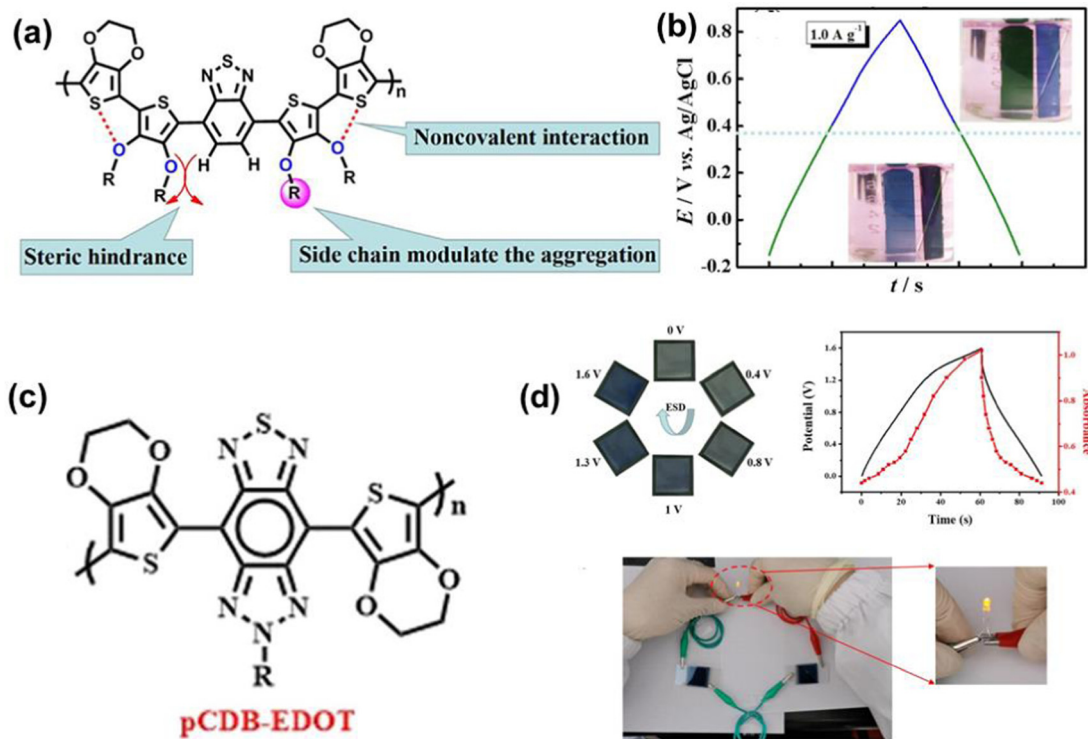 (a)
O O
O O
S
N N
S
S
S
S
n
O
O
H H
O
O
R
R
R
R
Noncovalent interaction
Steric hindrance
Side chain modulate the aggregation
(b)
1.0 A g⁻¹
E / V vs. Ag/AgCl
0.8
0.6
0.4
0.2
0.0
-0.2
t / s
(c)
S
N N
O
O
S
S
n
O
O
N N
N
R
pCDB-EDOT
(d)
0 V
1.6 V
0.4 V
ESD
1.3 V
0.8 V
1 V
Potential (V)
1.6
1.2
0.8
0.4
0.0
0 20 40 60 80 100
Time (s)
1.0
0.8
0.6
0.4
Absorbance